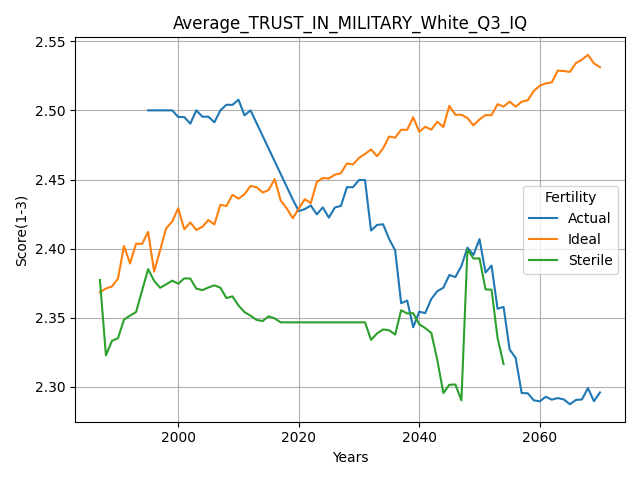 Average_TRUST_IN_MILITARY_White_Q3_IQ
Score(1-3)
2.55
2.50
2.45
2.40
2.35
2.30
Fertility
Actual
Ideal
Sterile
2000
2020
2040
2060
Years